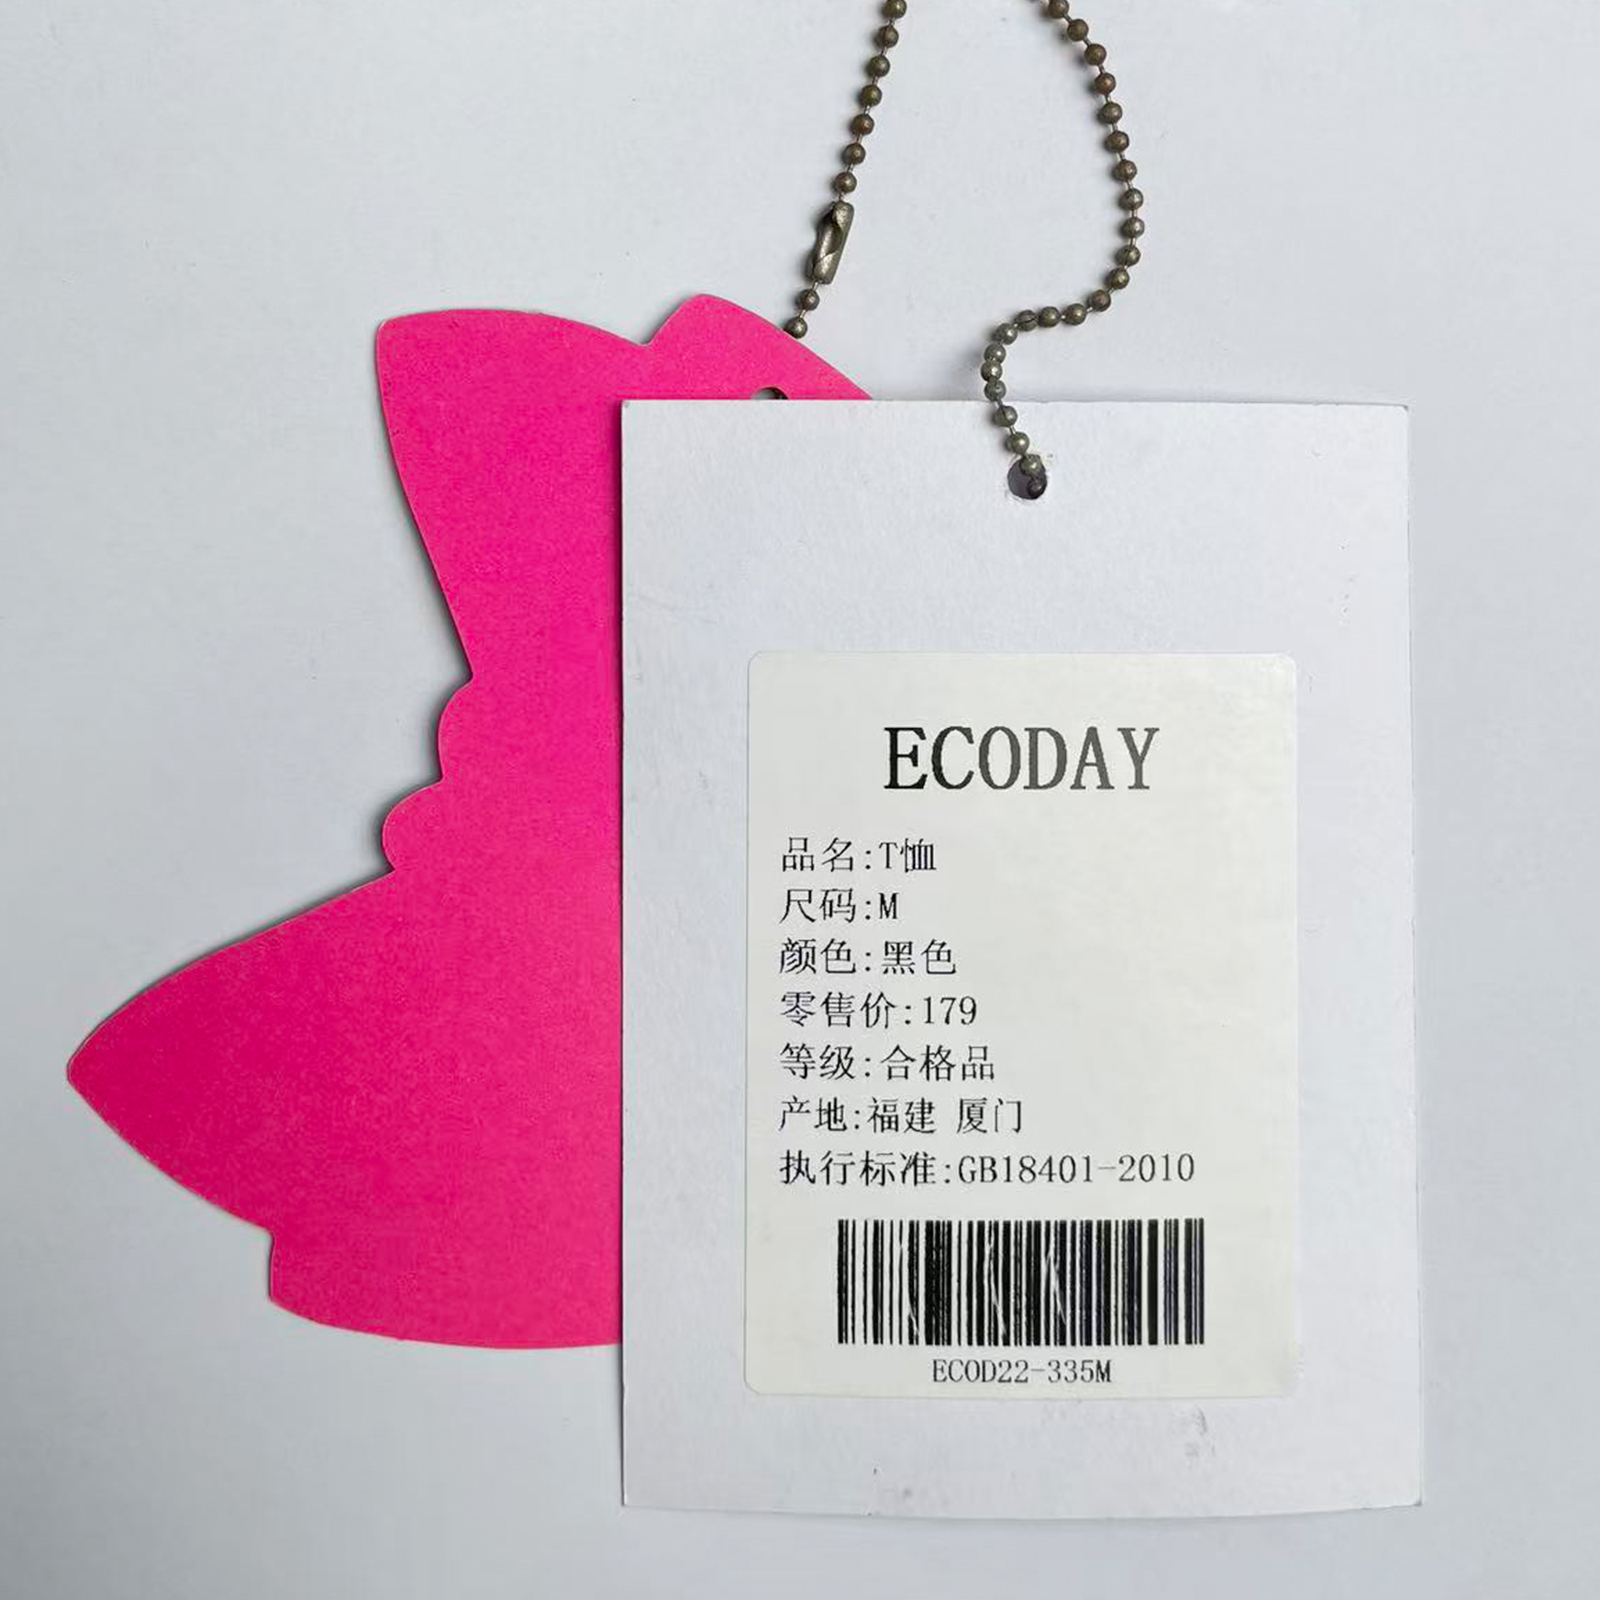 ECODAY
品名:T恤
尺码:M
颜色:黑色
零售价:179
等级:合格品
产地:福建 厦门
执行标准:GB18401-2010
ECOD22-335M